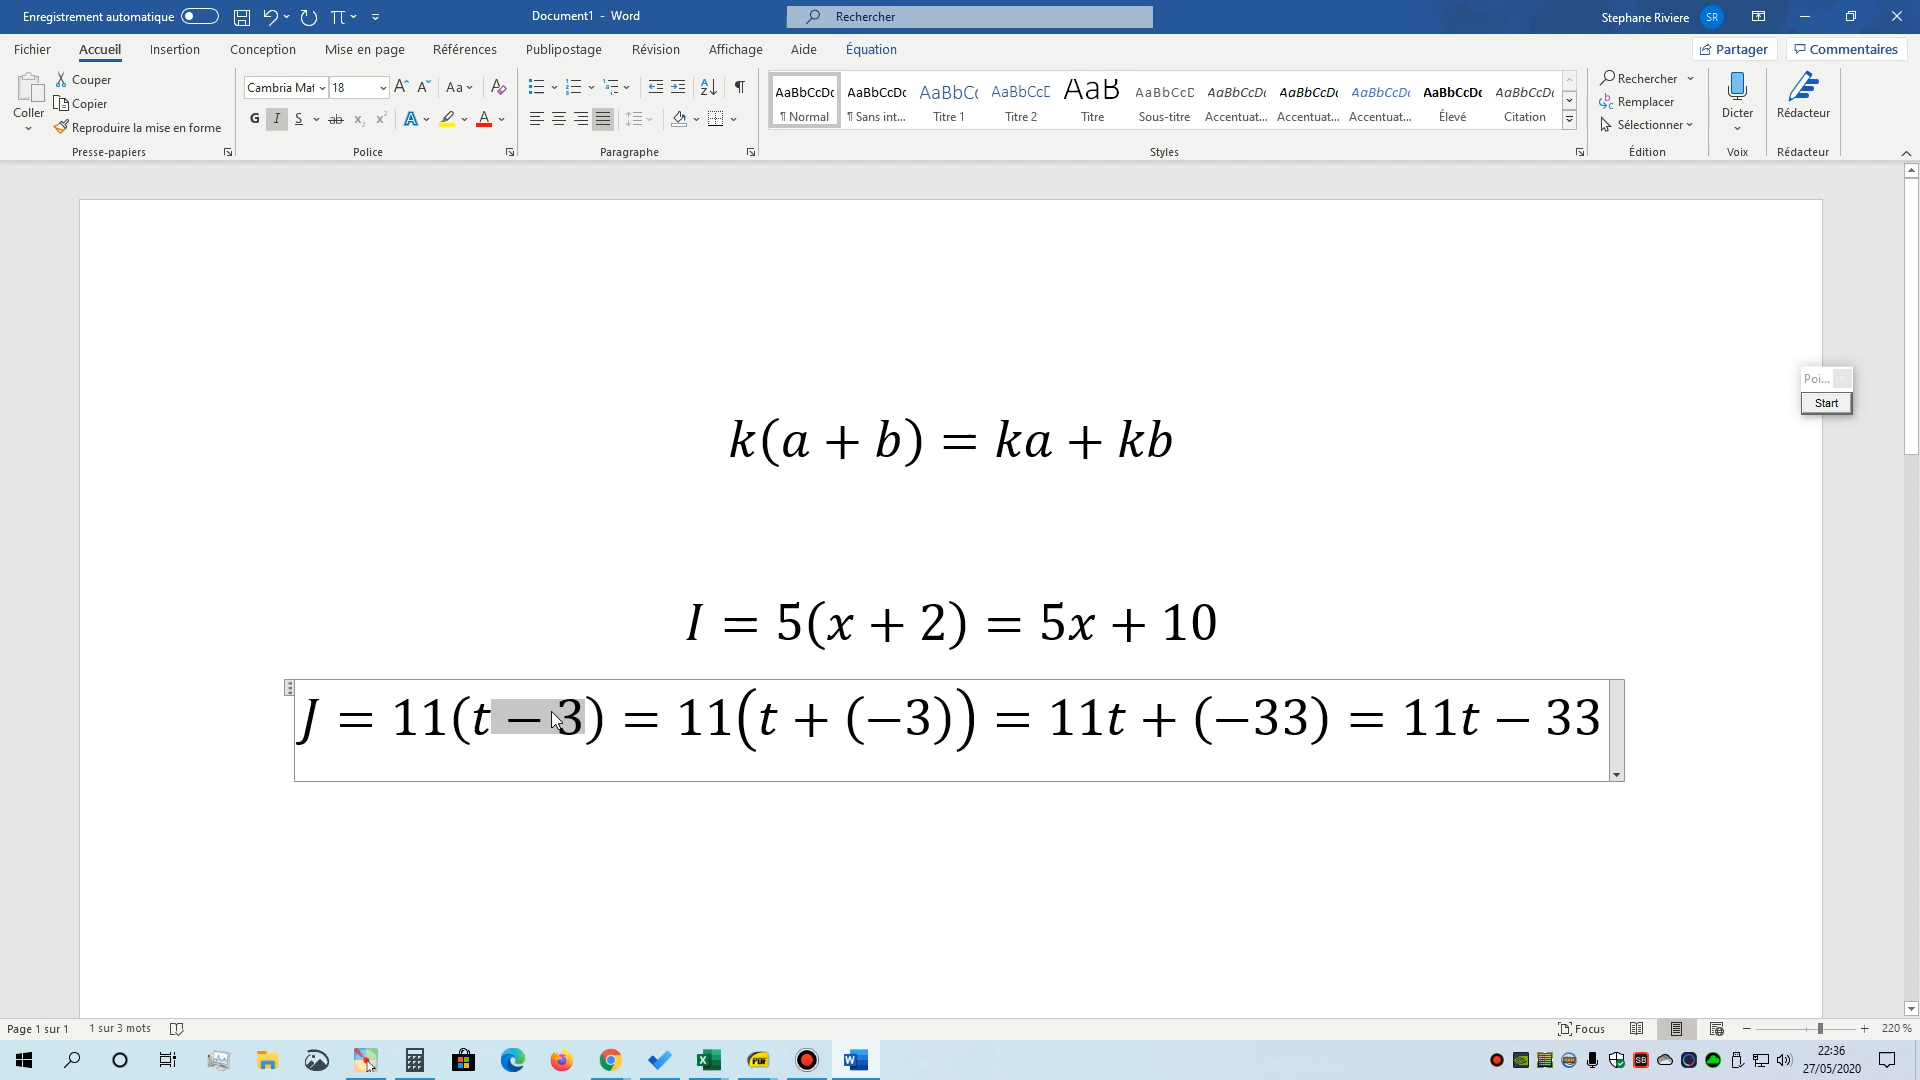 Enregistrement automatique
Document1 - Word
Rechercher
Stephane Riviere SR
Fichier Accueil Insertion Conception Mise en page Références Publipostage Révision Affichage Aide Équation Partager Commentaires
Coller
Couper
Copier
Reproduire la mise en forme
Presse-papiers
Cambria Mat 18
Aa
G I S ab x₂ x² A A
Police
Paragraphe
AaBbCcDc AaBbCcDc AaBbCc AaBbCcD AaB AaBbCcD AaBbCcDc AaBbCcDc AaBbCcDc AaBbCcDc AaBbCcDc
¶ Normal ¶ Sans int... Titre 1 Titre 2 Titre Sous-titre Accentuat... Accentuat... Accentuat... Élevé Citation
Styles
Rechercher
Remplacer
Sélectionner
Édition
Dicter
Voix
Rédacteur
Rédacteur
Poi...
Start
k(a + b) = ka + kb
I = 5(x + 2) = 5x + 10
J = 11(t − 3) = 11(t + (−3)) = 11t + (−33) = 11t − 33
Page 1 sur 1 1 sur 3 mots
Focus
220 %
22:36
27/05/2020